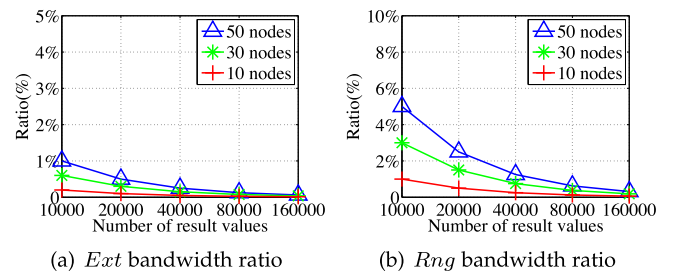 5%
4%
3%
2%
1%
0
Ratio(%)
50 nodes
30 nodes
10 nodes
10000 20000 40000 80000 160000
Number of result values
(a) Ext bandwidth ratio
10%
8%
6%
4%
2%
0
Ratio(%)
50 nodes
30 nodes
10 nodes
10000 20000 40000 80000 160000
Number of result values
(b) Rng bandwidth ratio